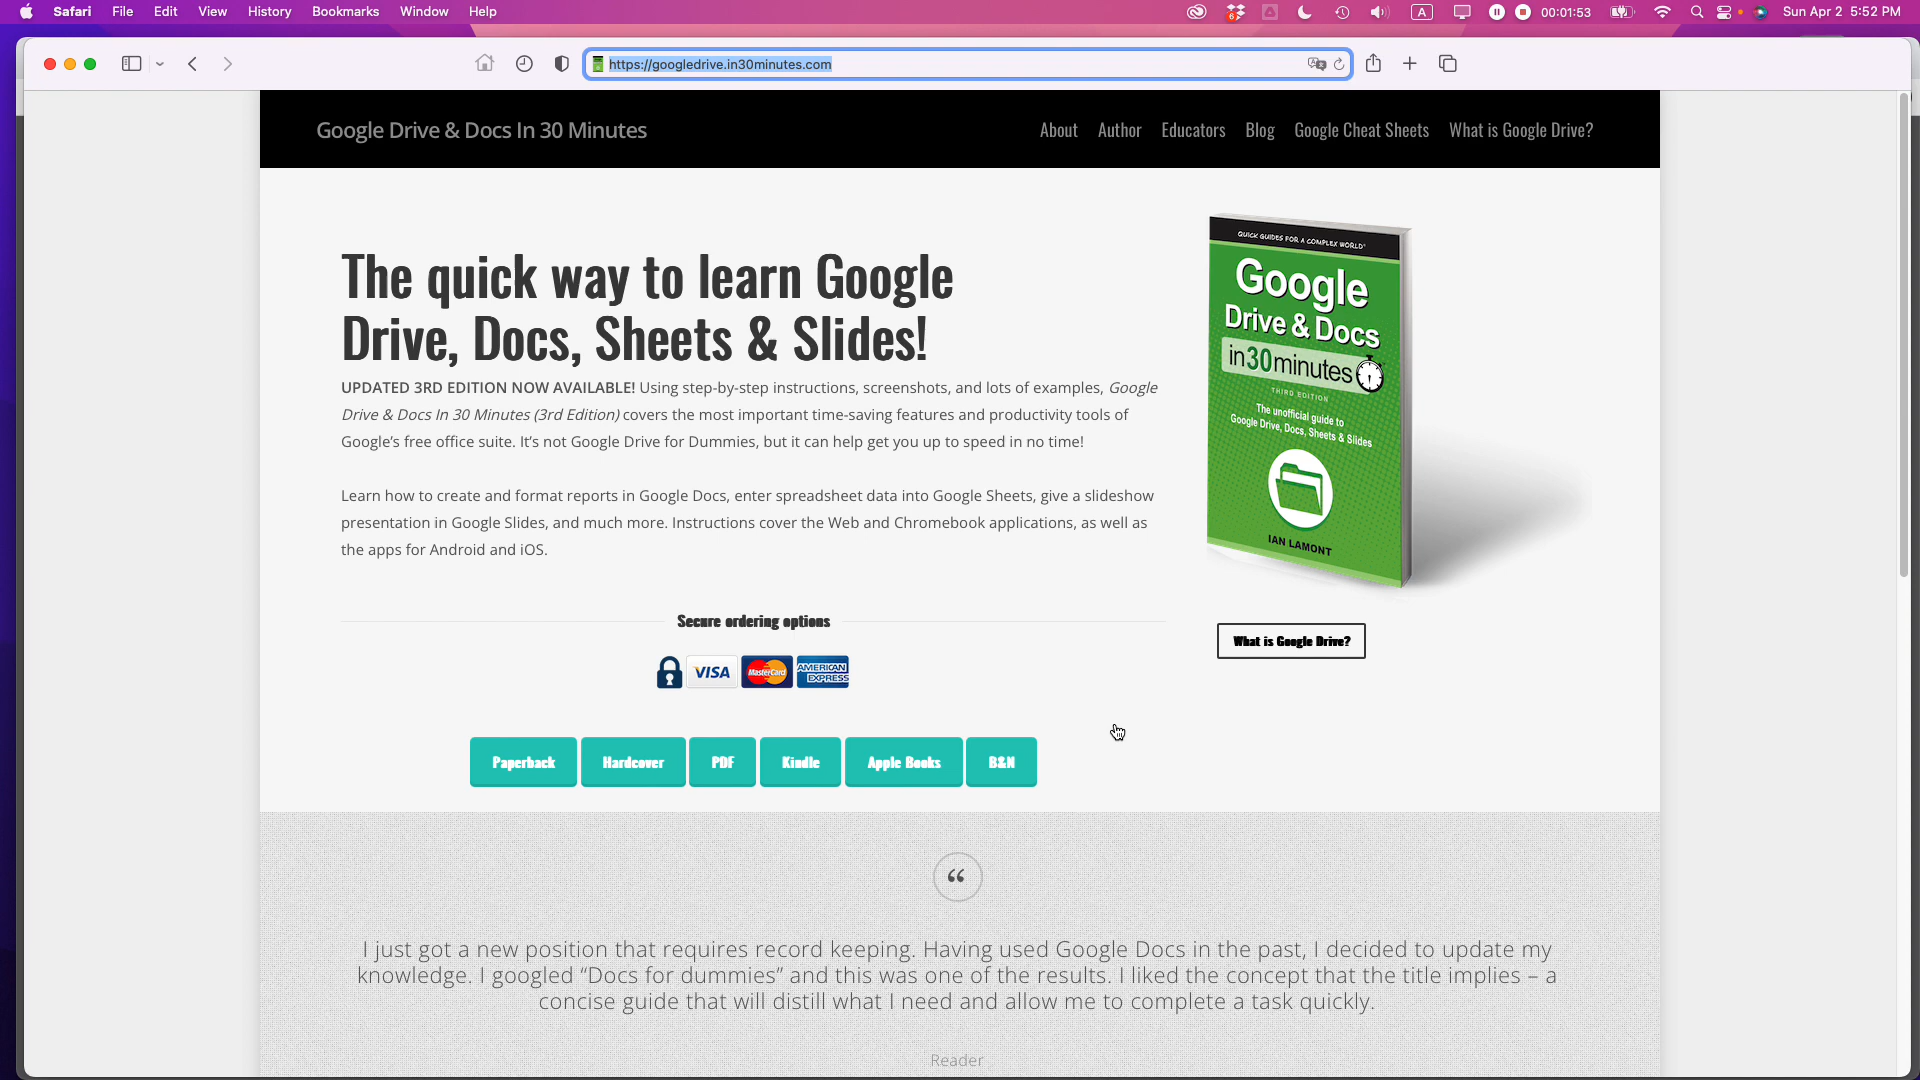 Safari File Edit View History Bookmarks Window Help
6 A 00:01:53 Sun Apr 2 5:52 PM
https://googledrive.in30minutes.com
Google Drive & Docs In 30 Minutes
About Author Educators Blog Google Cheat Sheets What is Google Drive?
The quick way to learn Google
Drive, Docs, Sheets & Slides!
UPDATED 3RD EDITION NOW AVAILABLE! Using step-by-step instructions, screenshots, and lots of examples, Google
Drive & Docs In 30 Minutes (3rd Edition) covers the most important time-saving features and productivity tools of
Google’s free office suite. It’s not Google Drive for Dummies, but it can help get you up to speed in no time!
Learn how to create and format reports in Google Docs, enter spreadsheet data into Google Sheets, give a slideshow
presentation in Google Slides, and much more. Instructions cover the Web and Chromebook applications, as well as
the apps for Android and iOS.
QUICK GUIDES FOR A COMPLEX WORLD®
Google
Drive & Docs
in 30 minutes
THIRD EDITION
The unofficial guide to
Google Drive, Docs, Sheets & Slides
IAN LAMONT
What is Google Drive?
Secure ordering options
VISA MasterCard AMERICAN EXPRESS
Paperback Hardcover PDF Kindle Apple Books B&N
“
I just got a new position that requires record keeping. Having used Google Docs in the past, I decided to update my
knowledge. I googled “Docs for dummies” and this was one of the results. I liked the concept that the title implies – a
concise guide that will distill what I need and allow me to complete a task quickly.
Reader